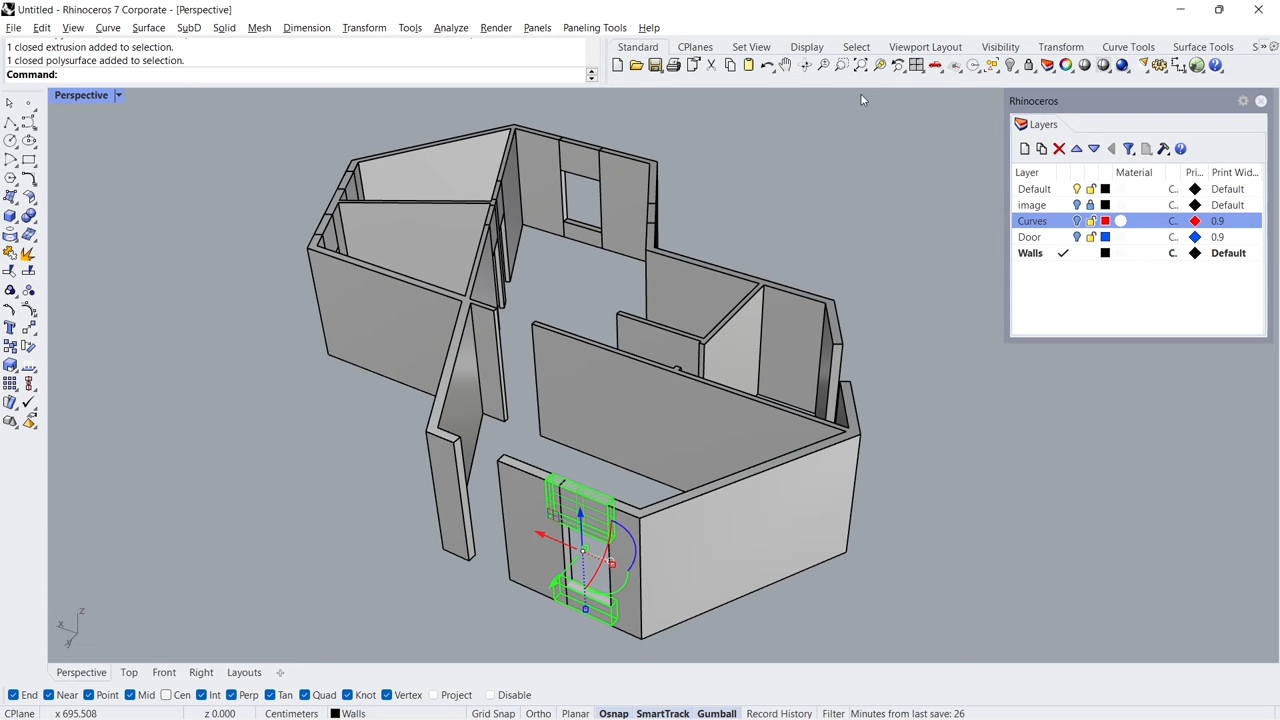 Untitled - Rhinoceros 7 Corporate - [Perspective]
File Edit View Curve Surface SubD Solid Mesh Dimension Transform Tools Analyze Render Panels Paneling Tools Help
1 closed extrusion added to selection.
1 closed polysurface added to selection.
Command:
Standard CPlanes Set View Display Select Viewport Layout Visibility Transform Curve Tools Surface Tools S »
Perspective
Rhinoceros
Layers
Layer Material Pri... Print Wid...
Default C.. Default
image C.. Default
Curves C.. 0.9
Door C.. 0.9
Walls C. Default
z
x
y
Perspective Top Front Right Layouts
End Near Point Mid Cen Int Perp Tan Quad Knot Vertex Project Disable
CPlane x 695.508 z 0.000 Centimeters Walls Grid Snap Ortho Planar Osnap SmartTrack Gumball Record History Filter Minutes from last save: 26